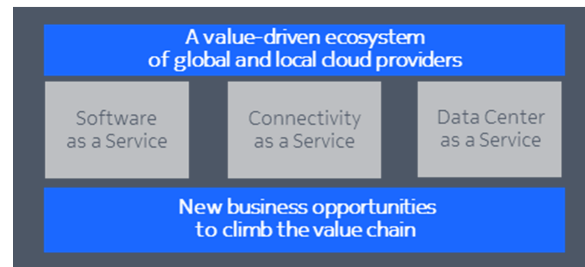 A value-driven ecosystem
of global and local cloud providers
Software
as a Service
Connectivity
as a Service
Data Center
as a Service
New business opportunities
to climb the value chain